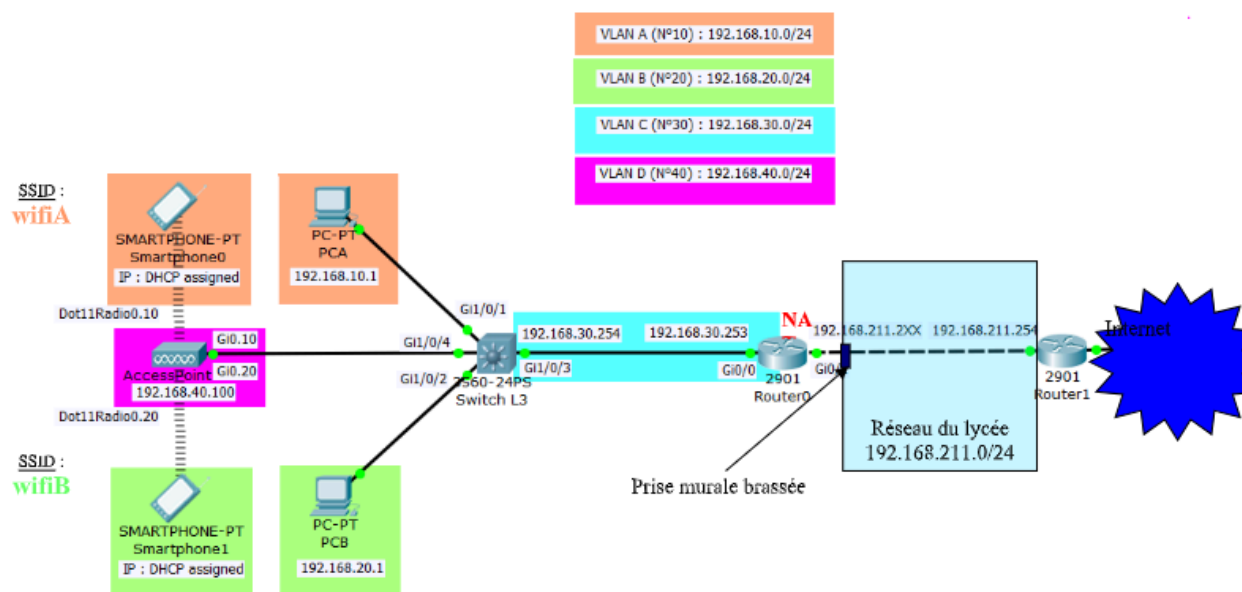 VLAN A (N°10) : 192.168.10.0/24
VLAN B (N°20) : 192.168.20.0/24
VLAN C (N°30) : 192.168.30.0/24
VLAN D (N°40) : 192.168.40.0/24
SSID :
wifiA
SMARTPHONE-PT
Smartphone0
IP : DHCP assigned
PC-PT
PCA
192.168.10.1
Dot11Radio0.10
Gi0.10
Gi0.20
AccessPoint
192.168.40.100
Dot11Radio0.20
Gi1/0/1
Gi1/0/4
Gi1/0/2
192.168.30.254
192.168.30.253
Gi1/0/3
Gi0/0
3560-24PS
Switch L3
NA
2901
Router0
192.168.211.2XX
192.168.211.254
Gi0/
2901
Router1
Internet
Réseau du lycée
192.168.211.0/24
Prise murale brassée
SSID :
wifiB
SMARTPHONE-PT
Smartphone1
IP : DHCP assigned
PC-PT
PCB
192.168.20.1